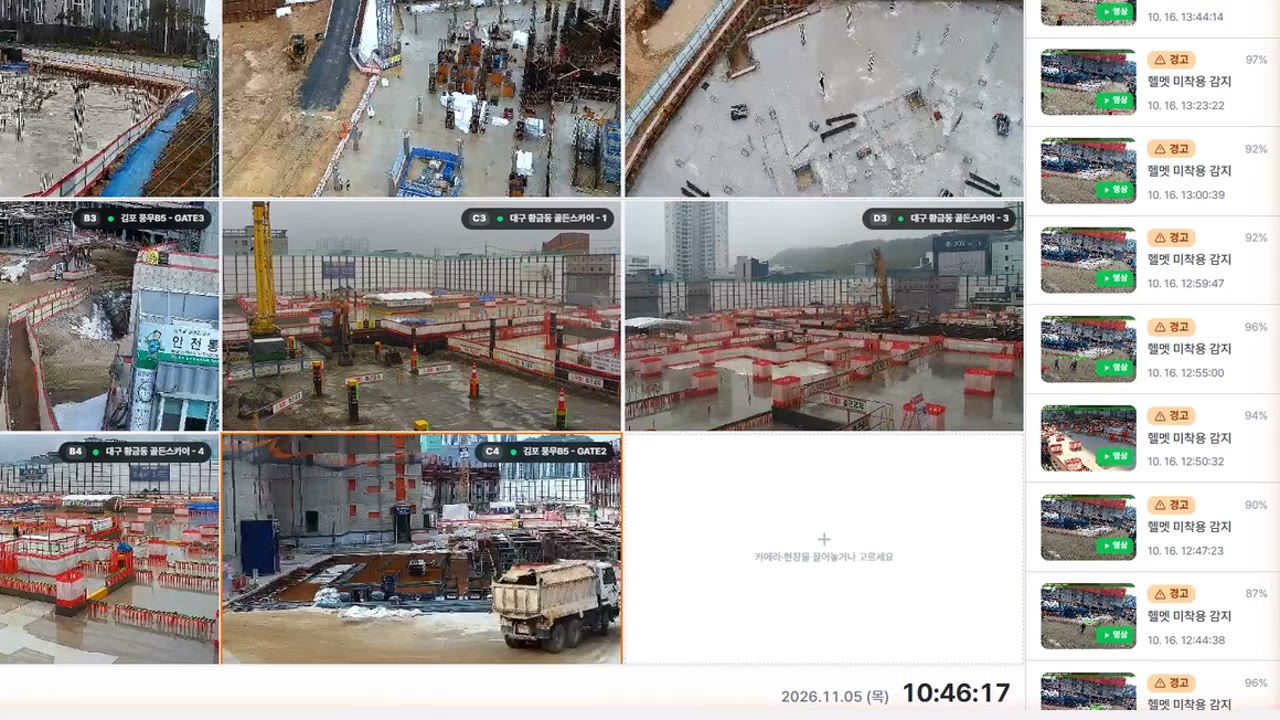 B3 김포 풍무B5 - GATE3
C3 대구 황금동 골든스카이 - 1
D3 대구 황금동 골든스카이 - 3
안전통
B4 대구 황금동 골든스카이 - 4
C4 김포 풍무B5 - GATE2
+
카메라·현장을 끌어놓거나 고르세요
2026.11.05 (목) 10:46:17
영상
10. 16. 13:44:14
경고 97%
헬멧 미착용 감지
영상
10. 16. 13:23:22
경고 92%
헬멧 미착용 감지
영상
10. 16. 13:00:39
경고 92%
헬멧 미착용 감지
영상
10. 16. 12:59:47
경고 96%
헬멧 미착용 감지
영상
10. 16. 12:55:00
경고 94%
헬멧 미착용 감지
영상
10. 16. 12:50:32
경고 90%
헬멧 미착용 감지
영상
10. 16. 12:47:23
경고 87%
헬멧 미착용 감지
영상
10. 16. 12:44:38
경고 96%
헬멧 미착용 감지